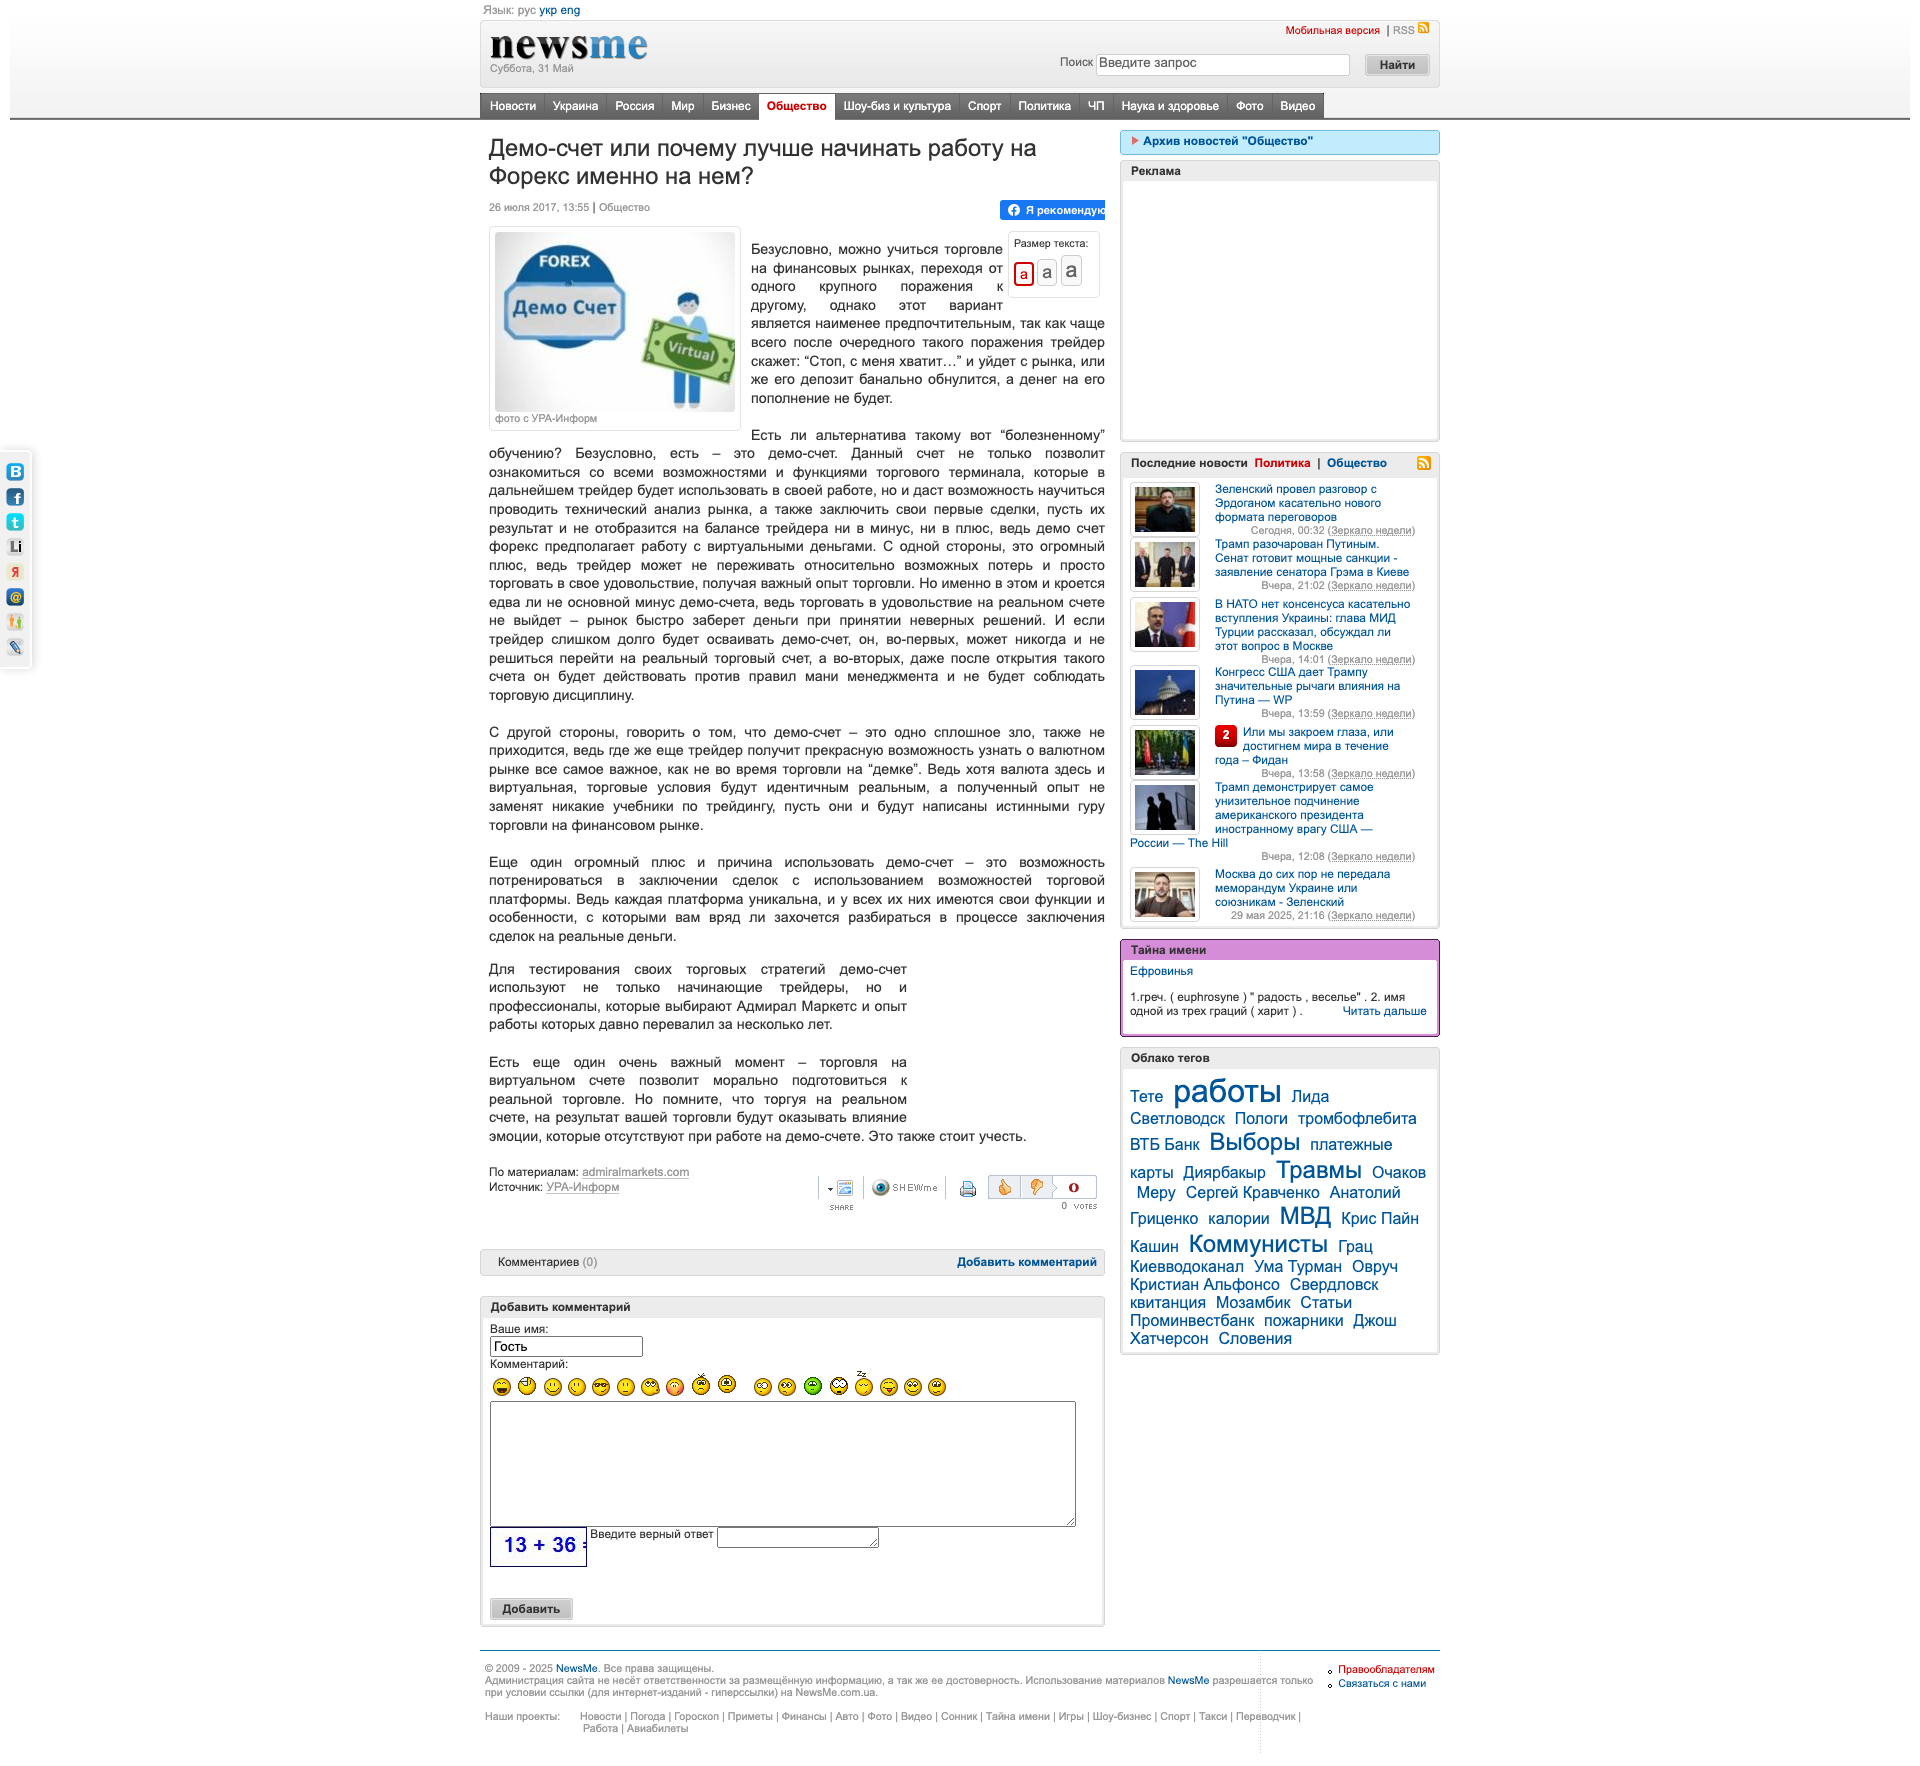 Язык: рус укр eng
newsme
Суббота, 31 Май
Мобильная версия | RSS
Поиск Введите запрос Найти
Новости Украина Россия Мир Бизнес Общество Шоу-биз и культура Спорт Политика ЧП Наука и здоровье Фото Видео
Демо-счет или почему лучше начинать работу на
Форекс именно на нем?
26 июля 2017, 13:55 | Общество
Я рекомендую
FOREX
Демо Счет
Virtual
фото с УРА-Информ
Размер текста:
a a a
Безусловно, можно учиться торговле
на финансовых рынках, переходя от
одного крупного поражения к
другому, однако этот вариант
является наименее предпочтительным, так как чаще
всего после очередного такого поражения трейдер
скажет: “Стоп, с меня хватит…” и уйдет с рынка, или
же его депозит банально обнулится, а денег на его
пополнение не будет.
Есть ли альтернатива такому вот “болезненному”
обучению? Безусловно, есть – это демо-счет. Данный счет не только позволит
ознакомиться со всеми возможностями и функциями торгового терминала, которые в
дальнейшем трейдер будет использовать в своей работе, но и даст возможность научиться
проводить технический анализ рынка, а также заключить свои первые сделки, пусть их
результат и не отобразится на балансе трейдера ни в минус, ни в плюс, ведь демо счет
форекс предполагает работу с виртуальными деньгами. С одной стороны, это огромный
плюс, ведь трейдер может не переживать относительно возможных потерь и просто
торговать в свое удовольствие, получая важный опыт торговли. Но именно в этом и кроется
едва ли не основной минус демо-счета, ведь торговать в удовольствие на реальном счете
не выйдет – рынок быстро заберет деньги при принятии неверных решений. И если
трейдер слишком долго будет осваивать демо-счет, он, во-первых, может никогда и не
решиться перейти на реальный торговый счет, а во-вторых, даже после открытия такого
счета он будет действовать против правил мани менеджмента и не будет соблюдать
торговую дисциплину.
С другой стороны, говорить о том, что демо-счет – это одно сплошное зло, также не
приходится, ведь где же еще трейдер получит прекрасную возможность узнать о валютном
рынке все самое важное, как не во время торговли на “демке”. Ведь хотя валюта здесь и
виртуальная, торговые условия будут идентичным реальным, а полученный опыт не
заменят никакие учебники по трейдингу, пусть они и будут написаны истинными гуру
торговли на финансовом рынке.
Еще один огромный плюс и причина использовать демо-счет – это возможность
потренироваться в заключении сделок с использованием возможностей торговой
платформы. Ведь каждая платформа уникальна, и у всех их них имеются свои функции и
особенности, с которыми вам вряд ли захочется разбираться в процессе заключения
сделок на реальные деньги.
Для тестирования своих торговых стратегий демо-счет
используют не только начинающие трейдеры, но и
профессионалы, которые выбирают Адмирал Маркетс и опыт
работы которых давно перевалил за несколько лет.
Есть еще один очень важный момент – торговля на
виртуальном счете позволит морально подготовиться к
реальной торговле. Но помните, что торгуя на реальном
счете, на результат вашей торговли будут оказывать влияние
эмоции, которые отсутствуют при работе на демо-счете. Это также стоит учесть.
По материалам: admiralmarkets.com
Источник: УРА-Информ
SHARE
SHEWme
0
0 VOTES
Комментариев (0) Добавить комментарий
Добавить комментарий
Ваше имя:
Гость
Комментарий:
13 + 36 =
Введите верный ответ
Добавить
Архив новостей "Общество"
Реклама
Последние новости Политика | Общество
Зеленский провел разговор с
Эрдоганом касательно нового
формата переговоров
Сегодня, 00:32 (Зеркало недели)
Трамп разочарован Путиным.
Сенат готовит мощные санкции -
заявление сенатора Грэма в Киеве
Вчера, 21:02 (Зеркало недели)
В НАТО нет консенсуса касательно
вступления Украины: глава МИД
Турции рассказал, обсуждал ли
этот вопрос в Москве
Вчера, 14:01 (Зеркало недели)
Конгресс США дает Трампу
значительные рычаги влияния на
Путина — WP
Вчера, 13:59 (Зеркало недели)
2 Или мы закроем глаза, или
достигнем мира в течение
года – Фидан
Вчера, 13:58 (Зеркало недели)
Трамп демонстрирует самое
унизительное подчинение
американского президента
иностранному врагу США —
России — The Hill
Вчера, 12:08 (Зеркало недели)
Москва до сих пор не передала
меморандум Украине или
союзникам - Зеленский
29 мая 2025, 21:16 (Зеркало недели)
Тайна имени
Ефровинья
1.греч. ( euphrosyne ) " радость , веселье" . 2. имя
одной из трех граций ( харит ) . Читать дальше
Облако тегов
Тете работы Лида
Светловодск Пологи тромбофлебита
ВТБ Банк Выборы платежные
карты Диярбакыр Травмы Очаков
Меру Сергей Кравченко Анатолий
Гриценко калории МВД Крис Пайн
Кашин Коммунисты Грац
Киевводоканал Ума Турман Овруч
Кристиан Альфонсо Свердловск
квитанция Мозамбик Статьи
Проминвестбанк пожарники Джош
Хатчерсон Словения
© 2009 - 2025 NewsMe. Все права защищены.
Администрация сайта не несёт ответственности за размещённую информацию, а так же ее достоверность. Использование материалов NewsMe разрешается только
при условии ссылки (для интернет-изданий - гиперссылки) на NewsMe.com.ua.
Правообладателям
Связаться с нами
Наши проекты: Новости | Погода | Гороскоп | Приметы | Финансы | Авто | Фото | Видео | Сонник | Тайна имени | Игры | Шоу-бизнес | Спорт | Такси | Переводчик |
Работа | Авиабилеты